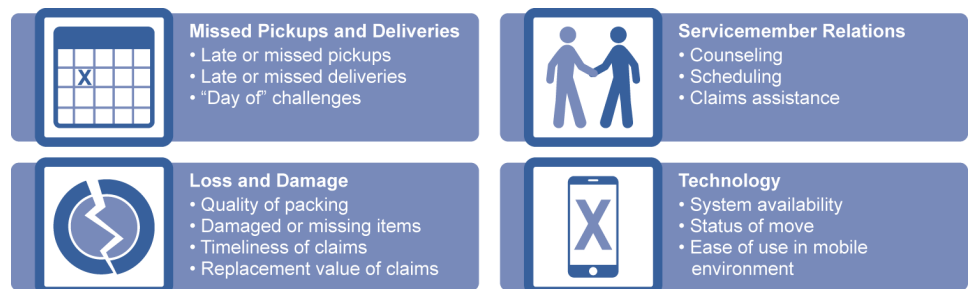 Missed Pickups and Deliveries
• Late or missed pickups
• Late or missed deliveries
• “Day of” challenges
X
Servicemember Relations
• Counseling
• Scheduling
• Claims assistance
Loss and Damage
• Quality of packing
• Damaged or missing items
• Timeliness of claims
• Replacement value of claims
Technology
• System availability
• Status of move
• Ease of use in mobile
environment
X